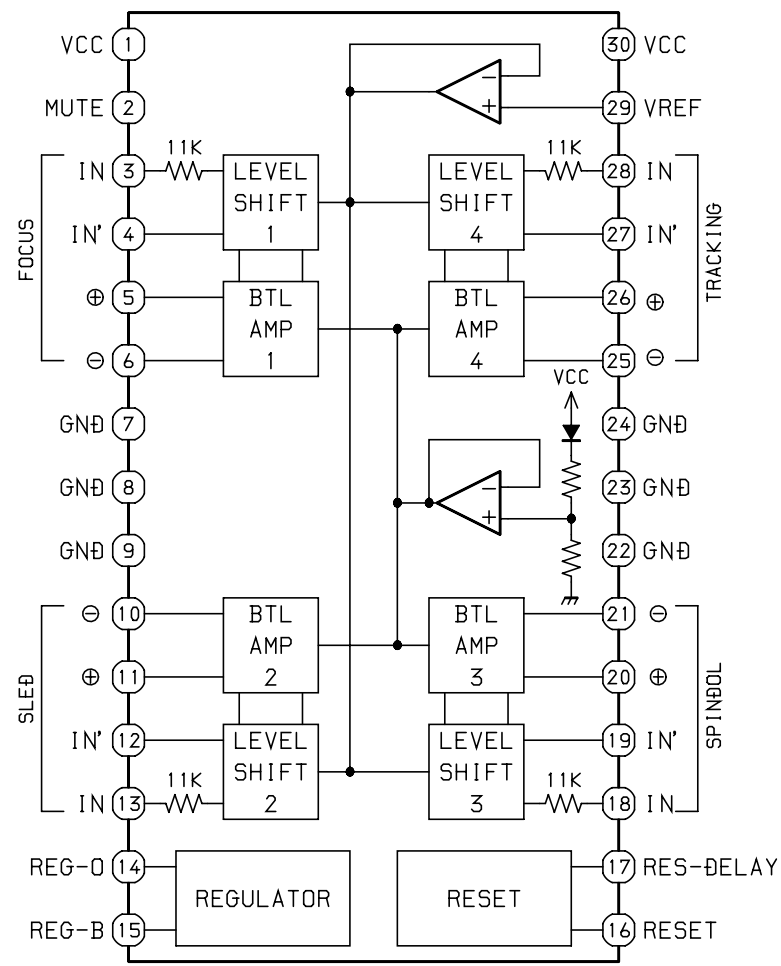 VCC 1 30 VCC
MUTE 2 − + 29 VREF
11K 11K
IN 3 LEVEL LEVEL 28 IN
SHIFT SHIFT
IN' 4 1 4 27 IN'
FOCUS
TRACKING
⊕ 5 BTL BTL 26 ⊕
AMP AMP
⊖ 6 1 4 25 ⊖
VCC
GND 7 24 GND
GND 8 − 23 GND
+
GND 9 22 GND
⊖ 10 BTL BTL 21 ⊖
AMP AMP
⊕ 11 2 3 20 ⊕
SLED
SPINDOL
IN' 12 LEVEL LEVEL 19 IN'
SHIFT SHIFT
11K 11K
IN 13 2 3 18 IN
REG-O 14 17 RES-DELAY
REGULATOR RESET
REG-B 15 16 RESET